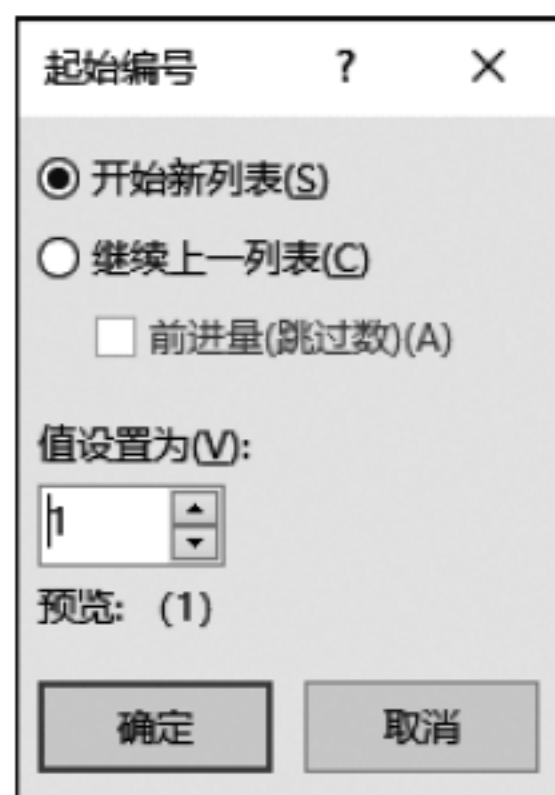 起始编号 ? ×
开始新列表(S)
继续上一列表(C)
前进量(跳过数)(A)
值设置为(V):
1
预览: (1)
确定 取消